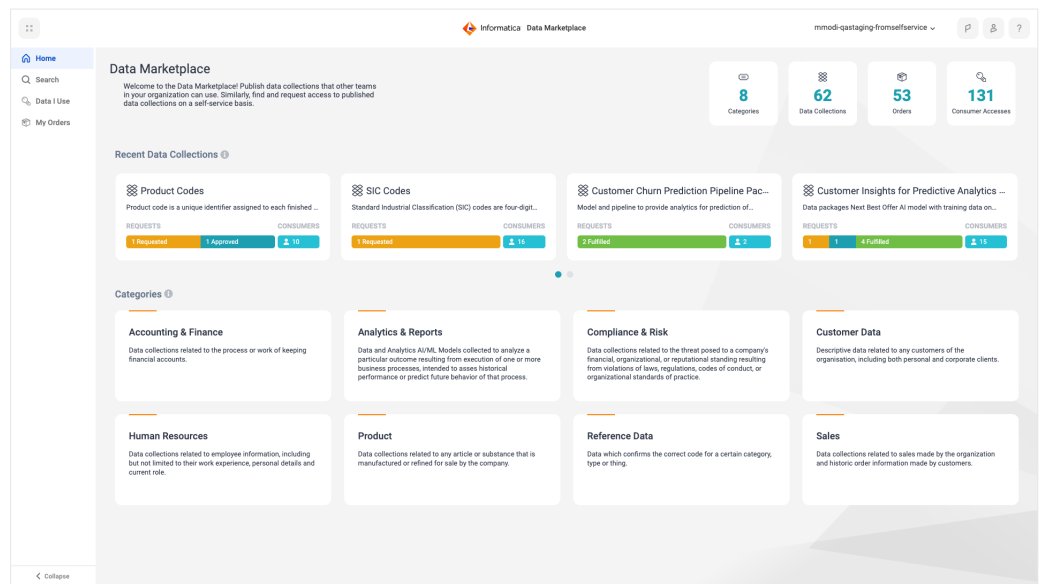 Informatica Data Marketplace
mmodi-qastaging-fromselfservice
?
Home
Search
Data I Use
My Orders
Data Marketplace
Welcome to the Data Marketplace! Publish data collections that other teams
in your organization can use. Similarly, find and request access to published
data collections on a self-service basis.
8
Categories
62
Data Collections
53
Orders
131
Consumer Accesses
Recent Data Collections
Product Codes
Product code is a unique identifier assigned to each finished ...
REQUESTS CONSUMERS
1 Requested 1 Approved 10
SIC Codes
Standard Industrial Classification (SIC) codes are four-digit...
REQUESTS CONSUMERS
1 Requested 16
Customer Churn Prediction Pipeline Pac...
Model and pipeline to provide analytics for prediction of...
REQUESTS CONSUMERS
2 Fulfilled 2
Customer Insights for Predictive Analytics ...
Data packages Next Best Offer AI model with training data on...
REQUESTS CONSUMERS
1 1 4 Fulfilled 15
Categories
Accounting & Finance
Data collections related to the process or work of keeping
financial accounts.
Analytics & Reports
Data and Analytics AI/ML Models collected to analyze a
particular outcome resulting from execution of one or more
business processes, intended to asses historical
performance or predict future behavior of that process.
Compliance & Risk
Data collections related to the threat posed to a company's
financial, organizational, or reputational standing resulting
from violations of laws, regulations, codes of conduct, or
organizational standards of practice.
Customer Data
Descriptive data related to any customers of the
organisation, including both personal and corporate clients.
Human Resources
Data collections related to employee information, including
but not limited to their work experience, personal details and
current role.
Product
Data collections related to any article or substance that is
manufactured or refined for sale by the company.
Reference Data
Data which confirms the correct code for a certain category,
type or thing.
Sales
Data collections related to sales made by the organization
and historic order information made by customers.
Collapse